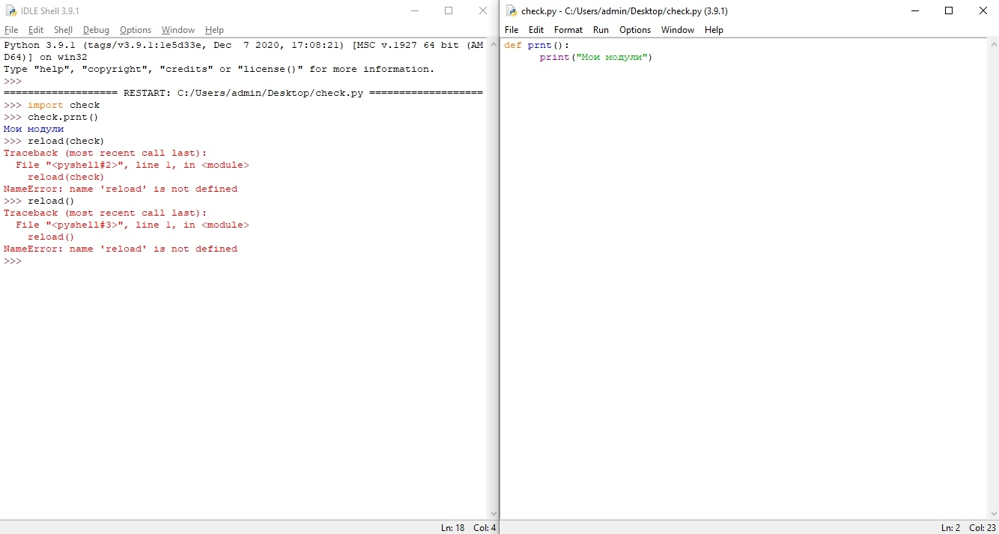 IDLE Shell 3.9.1
File Edit Shell Debug Options Window Help
Python 3.9.1 (tags/v3.9.1:1e5d33e, Dec  7 2020, 17:08:21) [MSC v.1927 64 bit (AM
D64)] on win32
Type "help", "copyright", "credits" or "license()" for more information.
>>>
=================== RESTART: C:/Users/admin/Desktop/check.py ===================
>>> import check
>>> check.prnt()
Мои модули
>>> reload(check)
Traceback (most recent call last):
  File "<pyshell#2>", line 1, in <module>
    reload(check)
NameError: name 'reload' is not defined
>>> reload()
Traceback (most recent call last):
  File "<pyshell#3>", line 1, in <module>
    reload()
NameError: name 'reload' is not defined
>>>
Ln: 18 Col: 4
check.py - C:/Users/admin/Desktop/check.py (3.9.1)
File Edit Format Run Options Window Help
def prnt():
      print("Мои модули")
Ln: 2 Col: 23